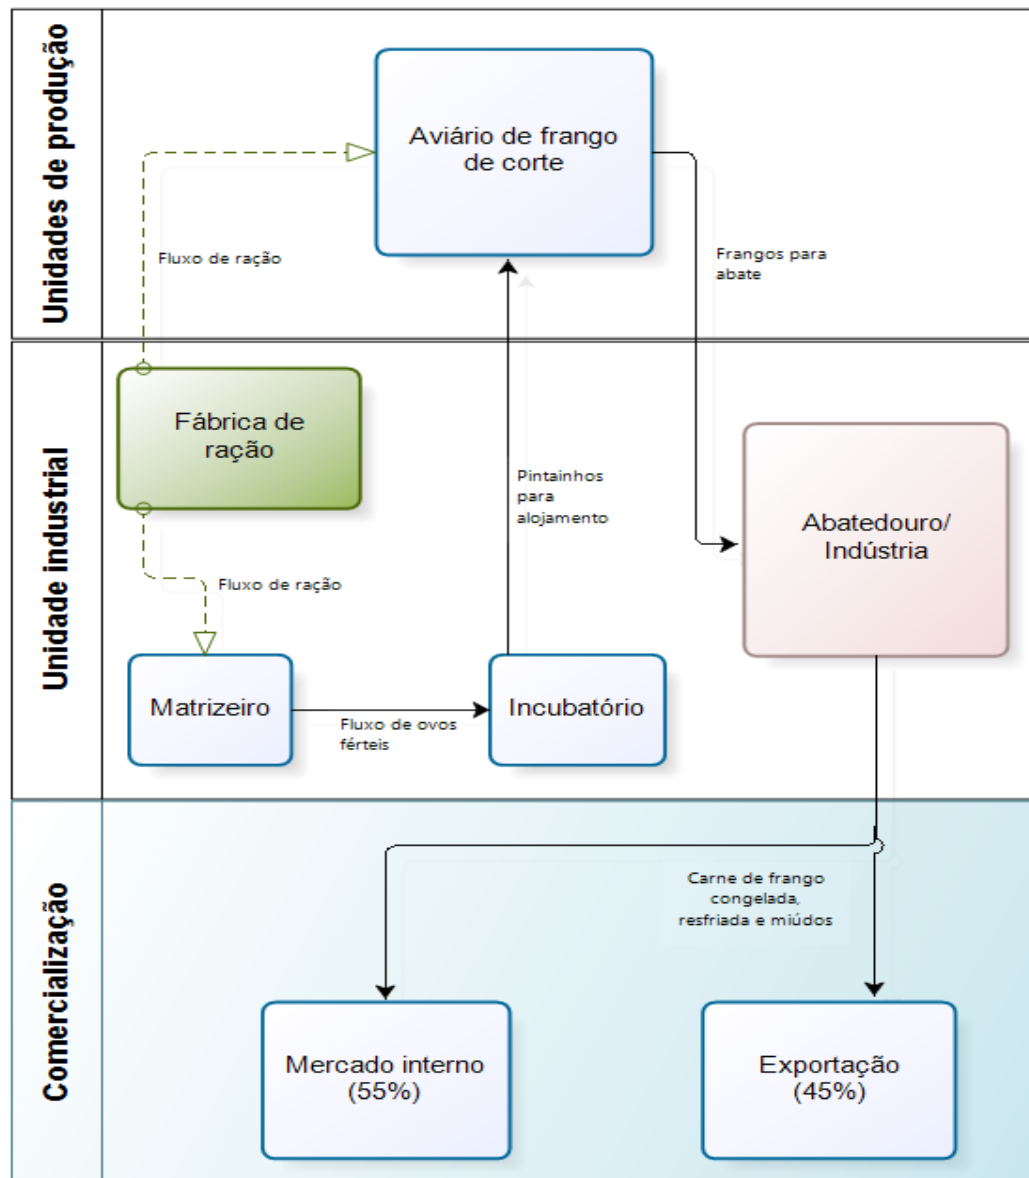 Unidades de produção
Aviário de frango
de corte
Fluxo de ração
Frangos para
abate
Unidade industrial
Fábrica de
ração
Pintainhos
para
alojamento
Abatedouro/
Indústria
Fluxo de ração
Matrizeiro
Fluxo de ovos
férteis
Incubatório
Comercialização
Carne de frango
congelada,
resfriada e miúdos
Mercado interno
(55%)
Exportação
(45%)